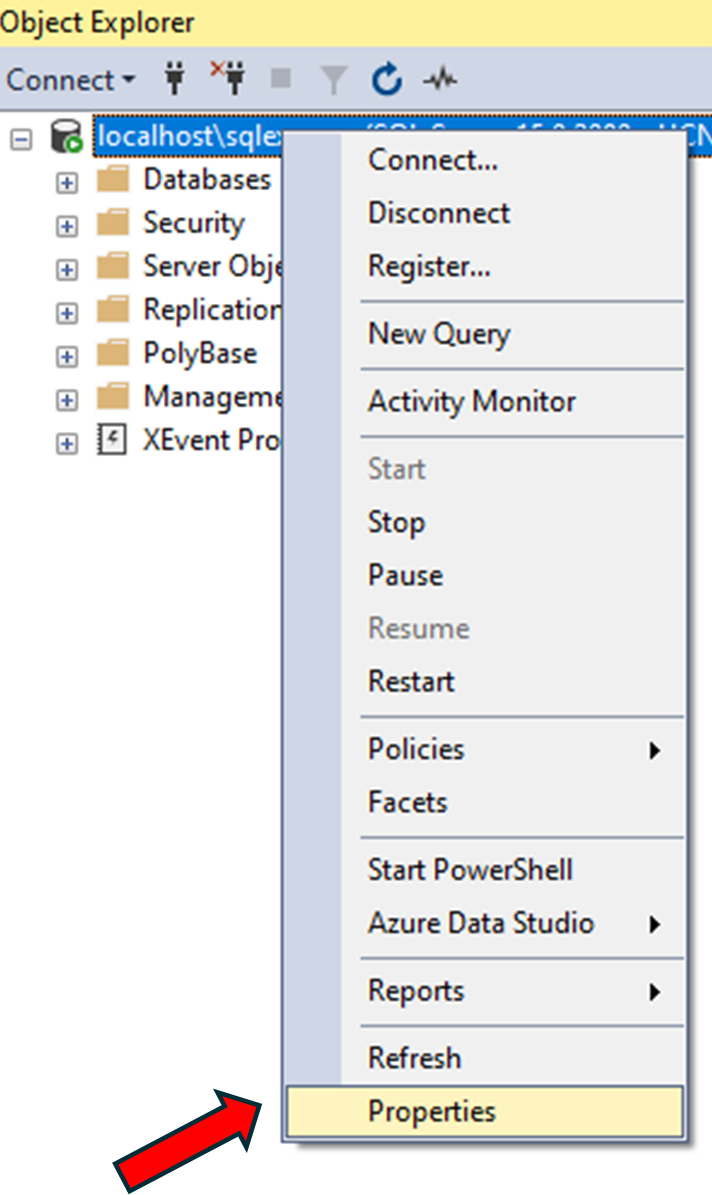 Object Explorer
Connect
localhost\sqlex
Databases
Security
Server Obje
Replication
PolyBase
Manageme
XEvent Pro
Connect...
Disconnect
Register...
New Query
Activity Monitor
Start
Stop
Pause
Resume
Restart
Policies
Facets
Start PowerShell
Azure Data Studio
Reports
Refresh
Properties